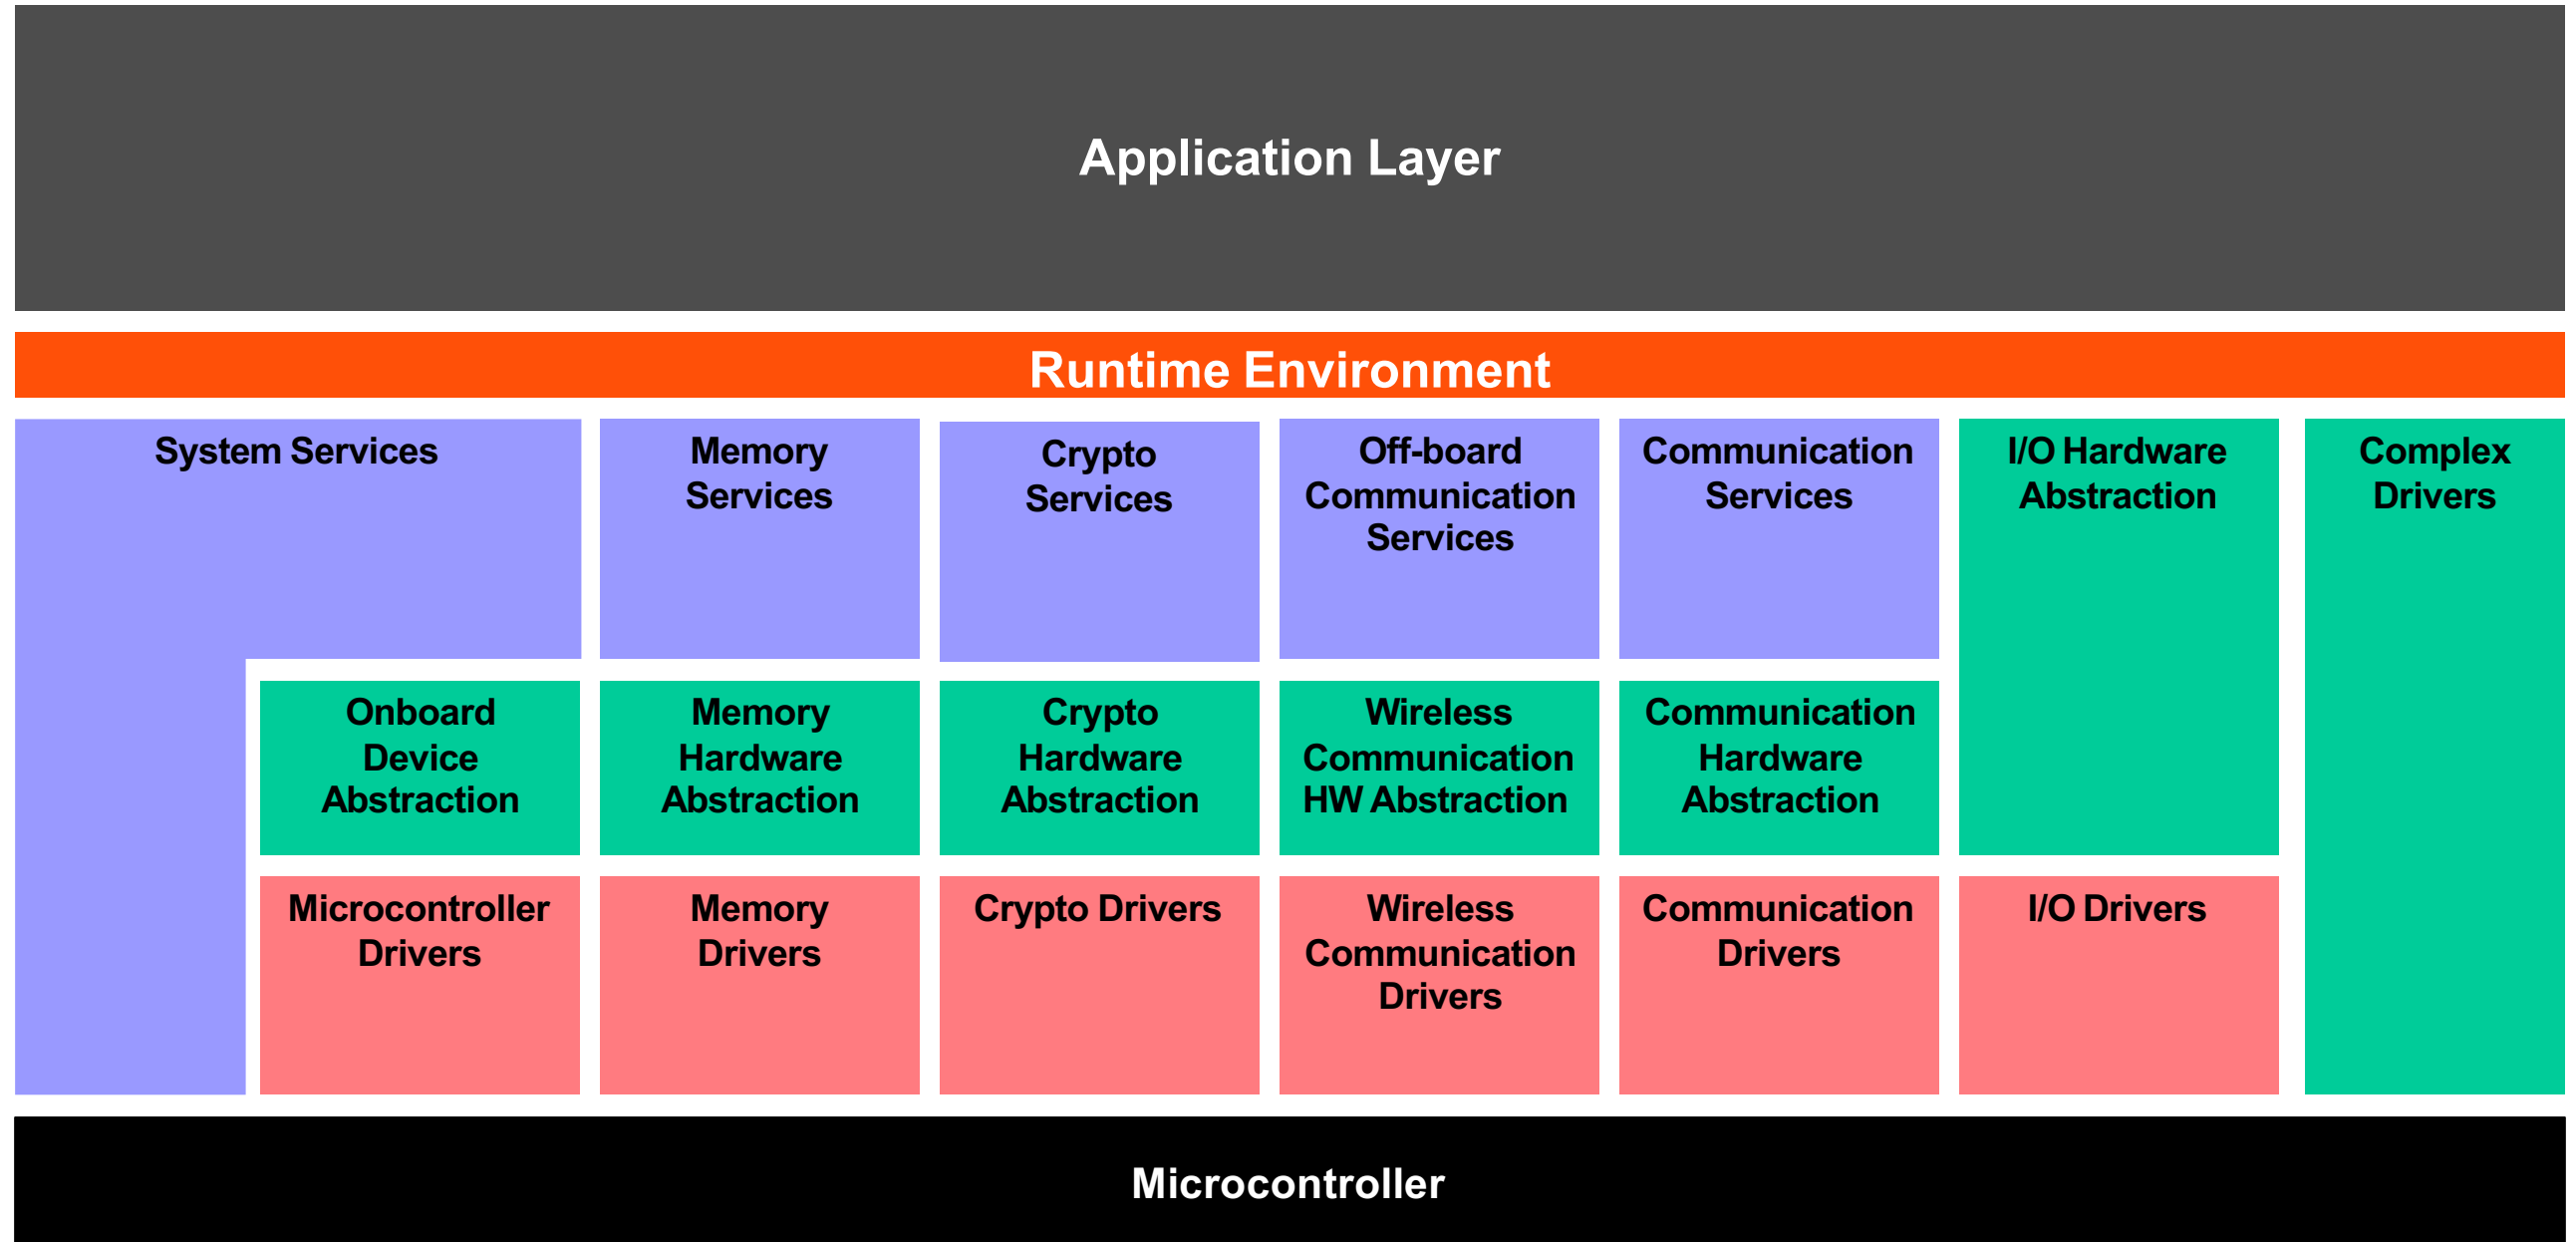 Application Layer
Runtime Environment
System Services
Memory
Services
Crypto
Services
Off-board
Communication
Services
Communication
Services
I/O Hardware
Abstraction
Complex
Drivers
Onboard
Device
Abstraction
Memory
Hardware
Abstraction
Crypto
Hardware
Abstraction
Wireless
Communication
HW Abstraction
Communication
Hardware
Abstraction
Microcontroller
Drivers
Memory
Drivers
Crypto Drivers
Wireless
Communication
Drivers
Communication
Drivers
I/O Drivers
Microcontroller